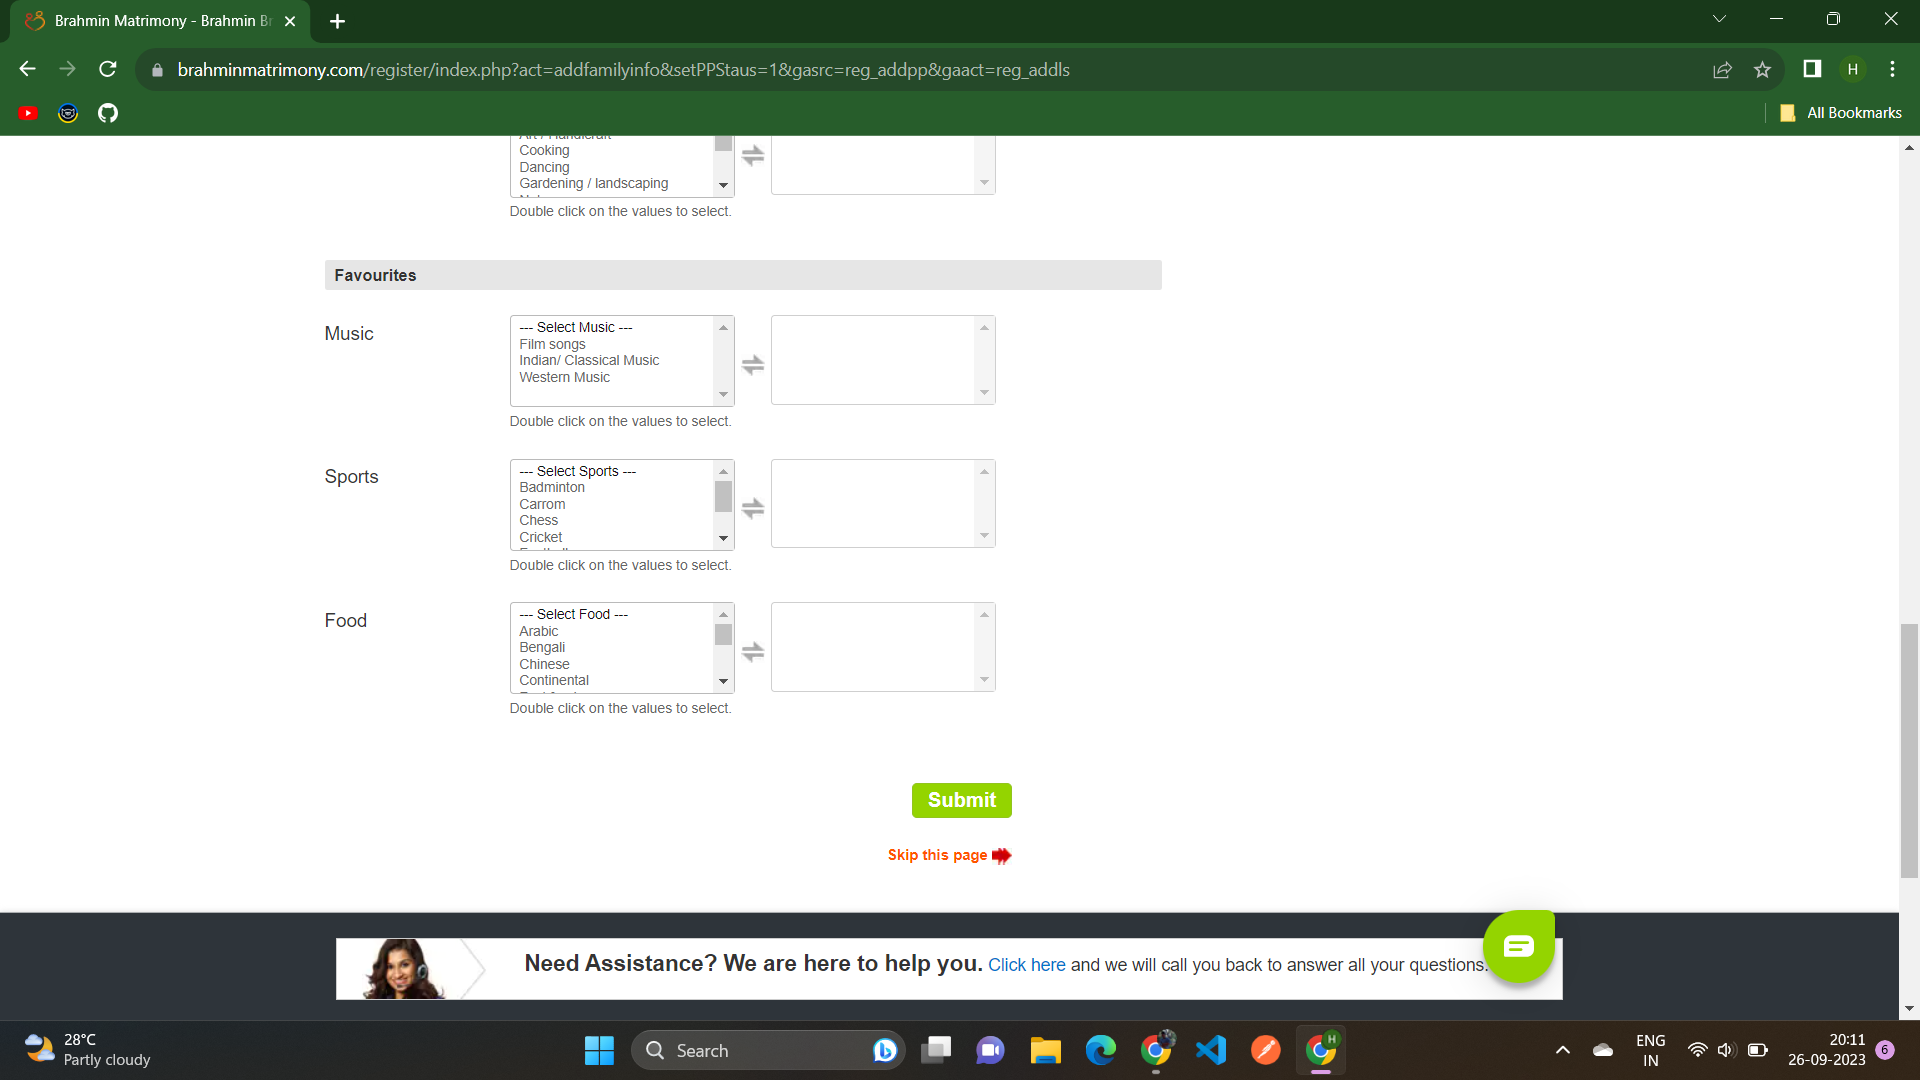 Brahmin Matrimony - Brahmin Br
brahminmatrimony.com/register/index.php?act=addfamilyinfo&setPPStaus=1&gasrc=reg_addpp&gaact=reg_addls
H
All Bookmarks
Art / Handicraft
Cooking
Dancing
Gardening / landscaping
Double click on the values to select.
Favourites
Music
--- Select Music ---
Film songs
Indian/ Classical Music
Western Music
Double click on the values to select.
Sports
--- Select Sports ---
Badminton
Carrom
Chess
Cricket
Double click on the values to select.
Food
--- Select Food ---
Arabic
Bengali
Chinese
Continental
Double click on the values to select.
Submit
Skip this page
Need Assistance? We are here to help you. Click here and we will call you back to answer all your questions.
28°C
Partly cloudy
Search
H
ENG
IN
20:11
26-09-2023
6